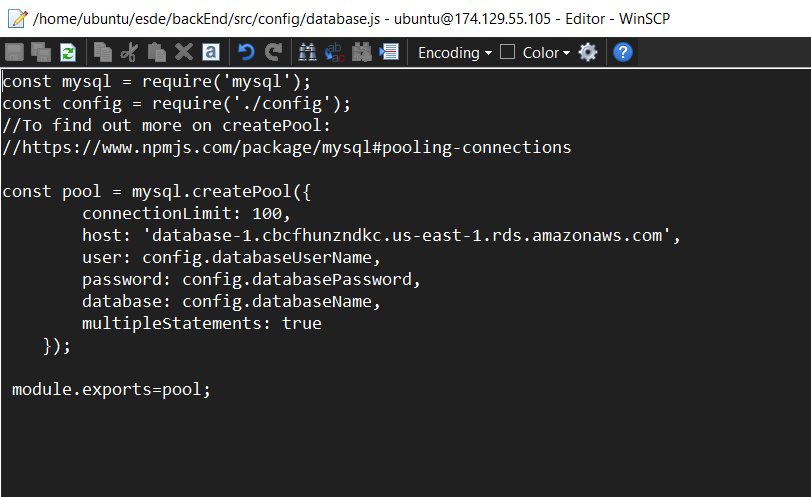 /home/ubuntu/esde/backEnd/src/config/database.js - ubuntu@174.129.55.105 - Editor - WinSCP
Encoding Color
const mysql = require('mysql');
const config = require('./config');
//To find out more on createPool:
//https://www.npmjs.com/package/mysql#pooling-connections
const pool = mysql.createPool({
connectionLimit: 100,
host: 'database-1.cbcfhunzndkc.us-east-1.rds.amazonaws.com',
user: config.databaseUserName,
password: config.databasePassword,
database: config.databaseName,
multipleStatements: true
});
module.exports=pool;